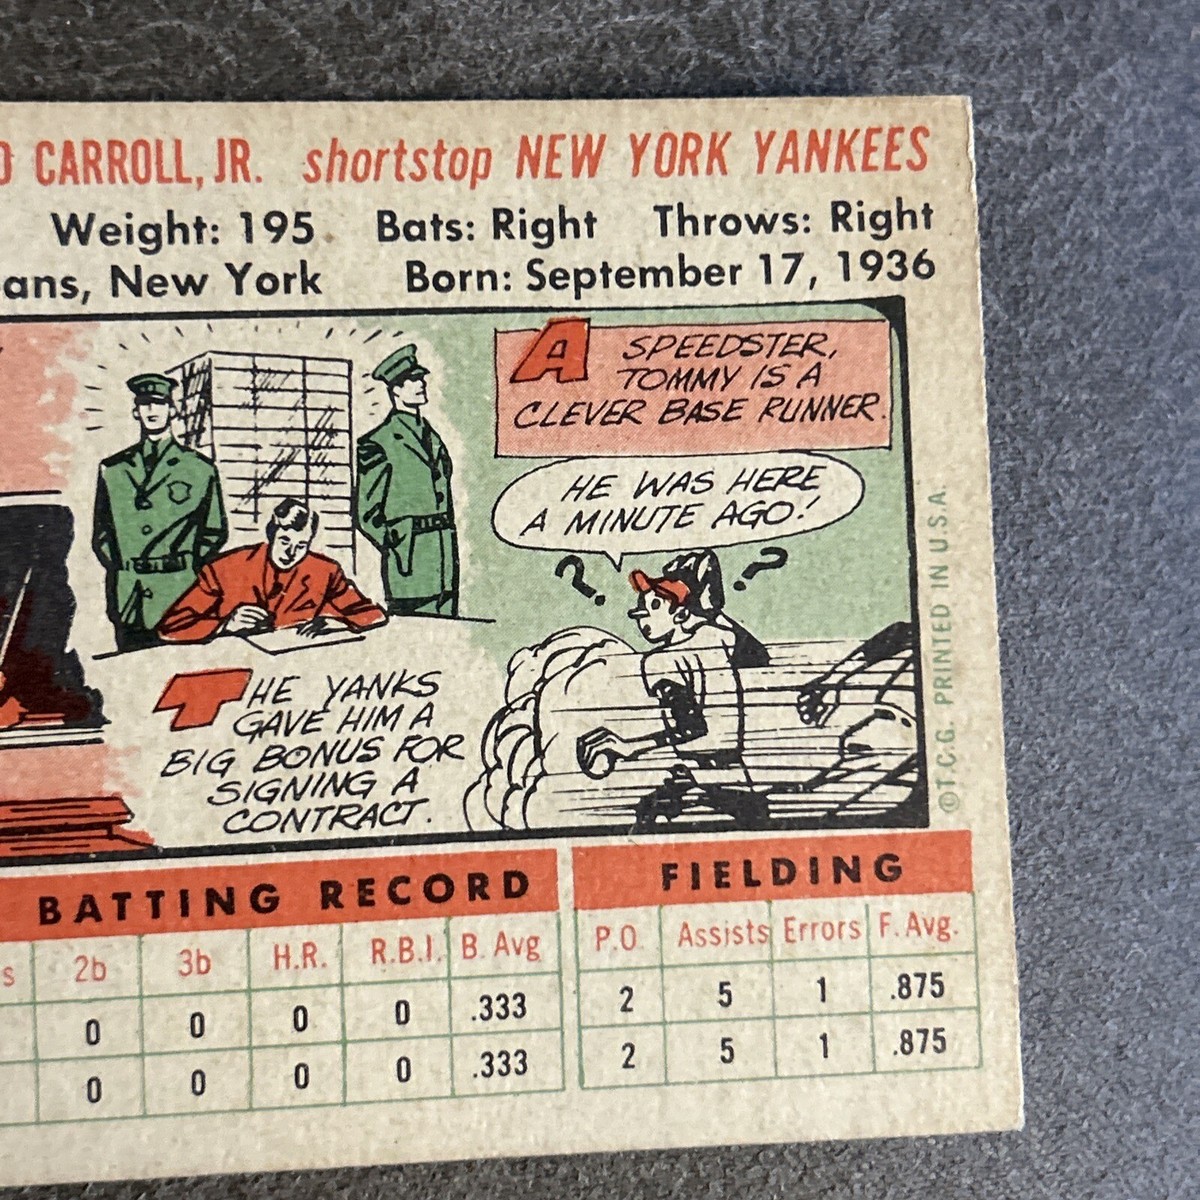 CARROLL, JR. shortstop NEW YORK YANKEES
Weight: 195 Bats: Right Throws: Right
ans, New York Born: September 17, 1936
A SPEEDSTER,
TOMMY IS A
CLEVER BASE RUNNER.
HE WAS HERE
A MINUTE AGO!
? ?
THE YANKS
GAVE HIM A
BIG BONUS FOR
SIGNING A
CONTRACT.
©T.C.G. PRINTED IN U.S.A.
BATTING RECORD FIELDING
s 2b 3b H.R. R.B.I. B. Avg P.O. Assists Errors F. Avg.
0 0 0 0 .333 2 5 1 .875
0 0 0 0 .333 2 5 1 .875